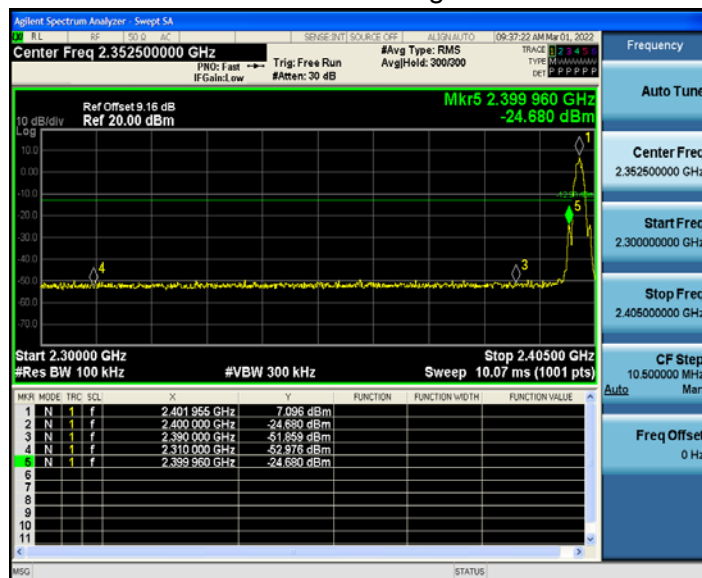 Agilent Spectrum Analyzer - Swept SA
RL RF 50 Ω AC SENSE:INT SOURCE OFF ALIGN AUTO 09:37:22 AM Mar 01, 2022
Center Freq 2.352500000 GHz
PNO: Fast
IFGain:Low
Trig: Free Run
#Atten: 30 dB
#Avg Type: RMS
Avg|Hold: 300/300
TRACE 1 2 3 4 5 6
TYPE M WWWWW
DET P P P P P P
Mkr5 2.399 960 GHz
-24.680 dBm
Ref Offset 9.16 dB
10 dB/div Ref 20.00 dBm
Log
10.0
0.00
-10.0
-20.0
-30.0
-40.0
-50.0
-60.0
-70.0
1
5
3
4
Start 2.30000 GHz Stop 2.40500 GHz
#Res BW 100 kHz #VBW 300 kHz Sweep 10.07 ms (1001 pts)
MKR MODE TRC SCL X Y FUNCTION FUNCTION WIDTH FUNCTION VALUE
1 N 1 f 2.401 955 GHz 7.096 dBm
2 N 1 f 2.400 000 GHz -24.680 dBm
3 N 1 f 2.390 000 GHz -51.859 dBm
4 N 1 f 2.310 000 GHz -52.976 dBm
5 N 1 f 2.399 960 GHz -24.680 dBm
6
7
8
9
10
11
MSG STATUS
Frequency
Auto Tune
Center Freq
2.352500000 GHz
Start Freq
2.300000000 GHz
Stop Freq
2.405000000 GHz
CF Step
10.500000 MHz
Auto Man
Freq Offset
0 Hz